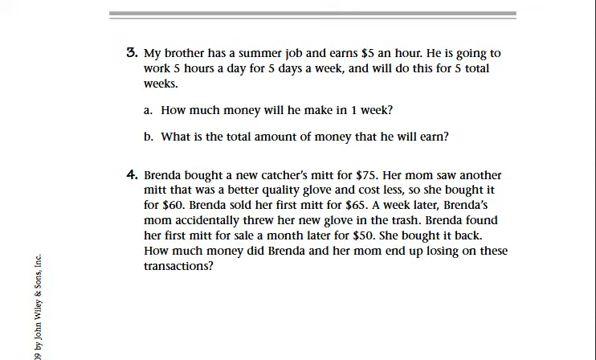 3. My brother has a summer job and earns $5 an hour. He is going to
work 5 hours a day for 5 days a week, and will do this for 5 total
weeks.
a. How much money will he make in 1 week?
b. What is the total amount of money that he will earn?
4. Brenda bought a new catcher's mitt for $75. Her mom saw another
mitt that was a better quality glove and cost less, so she bought it
for $60. Brenda sold her first mitt for $65. A week later, Brenda's
mom accidentally threw her new glove in the trash. Brenda found
her first mitt for sale a month later for $50. She bought it back.
How much money did Brenda and her mom end up losing on these
transactions?
09 by John Wiley & Sons, Inc.